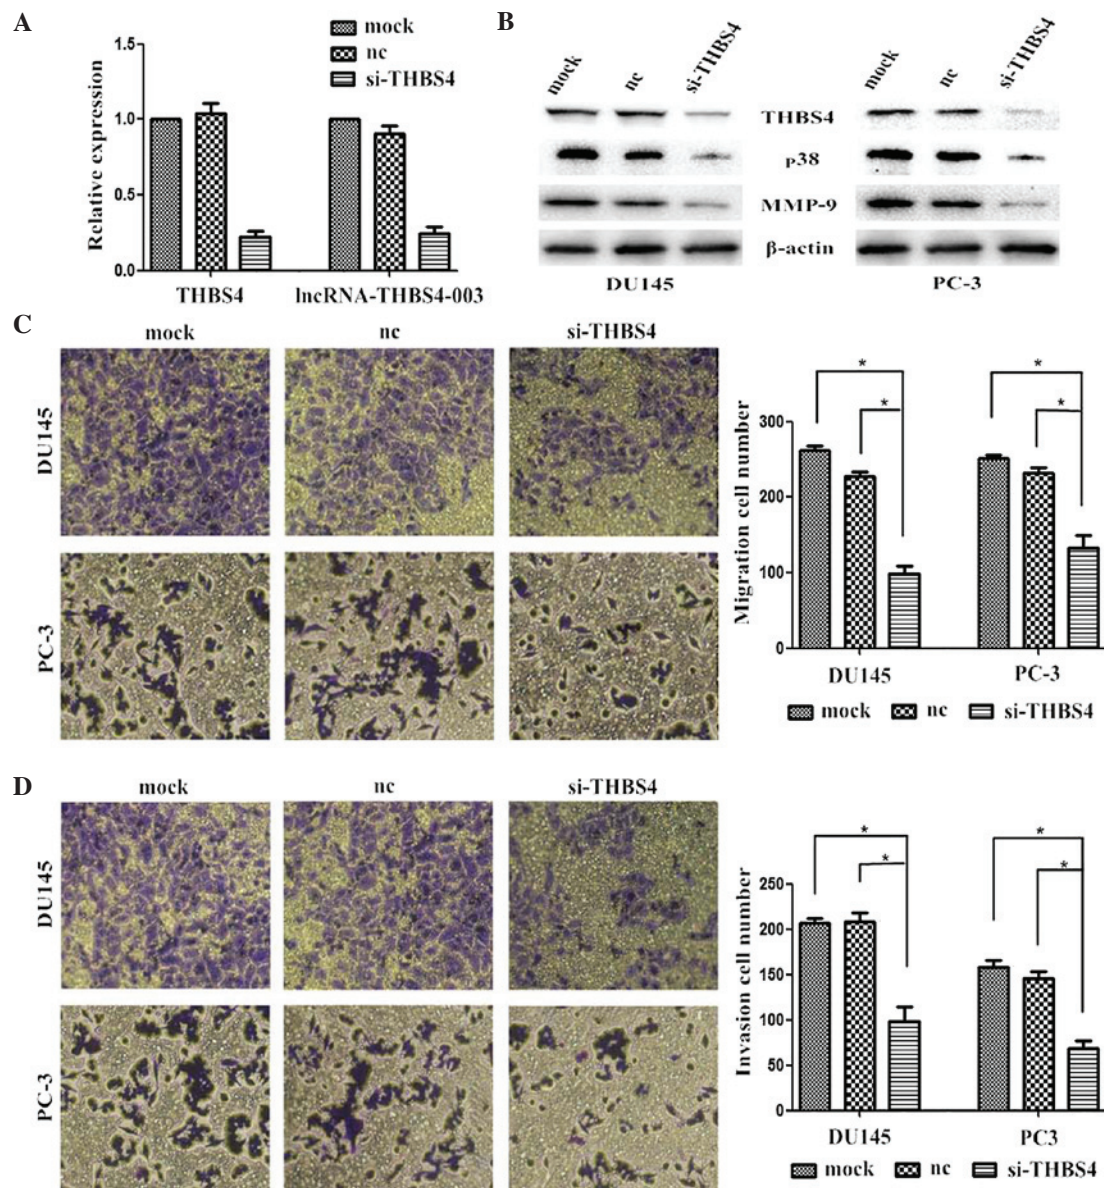 A
Relative expression
1.5
1.0
0.5
0.0
mock
nc
si-THBS4
THBS4
lncRNA-THBS4-003
B
mock
nc
si-THBS4
mock
nc
si-THBS4
THBS4
p38
MMP-9
β-actin
DU145
PC-3
C
mock
nc
si-THBS4
DU145
PC-3
Migration cell number
300
200
100
0
*
*
*
*
DU145
PC-3
mock
nc
si-THBS4
D
mock
nc
si-THBS4
DU145
PC-3
Invasion cell number
250
200
150
100
50
0
*
*
*
*
DU145
PC3
mock
nc
si-THBS4